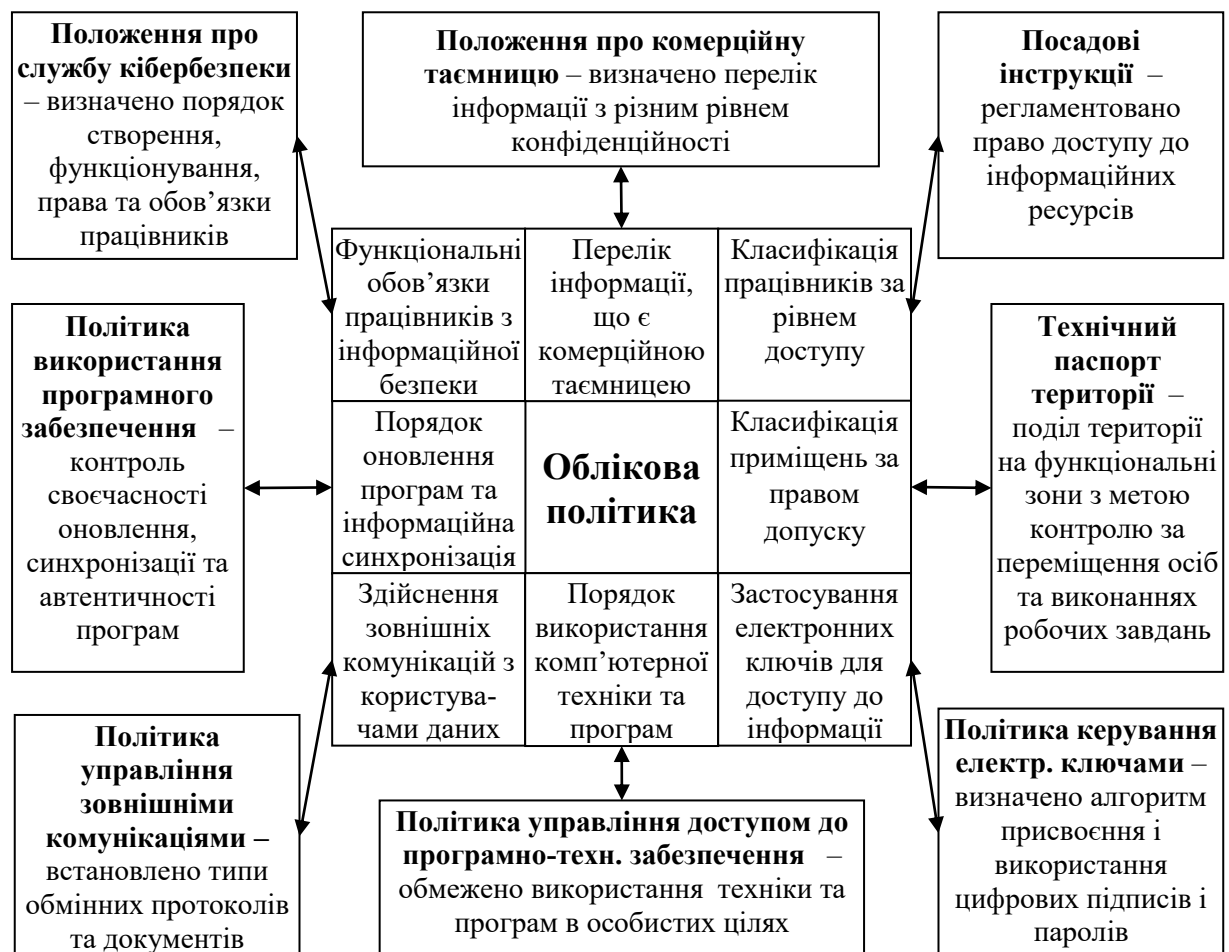 Положення про
службу кібербезпеки
– визначено порядок
створення,
функціонування,
права та обов’язки
працівників
Положення про комерційну
таємницю – визначено перелік
інформації з різним рівнем
конфіденційності
Посадові
інструкції –
регламентовано
право доступу до
інформаційних
ресурсів
Функціональні
обов’язки
працівників з
інформаційної
безпеки
Перелік
інформації,
що є
комерційною
таємницею
Класифікація
працівників за
рівнем
доступу
Політика
використання
програмного
забезпечення –
контроль
своєчасності
оновлення,
синхронізації та
автентичності
програм
Порядок
оновлення
програм та
інформаційна
синхронізація
Облікова
політика
Класифікація
приміщень за
правом
допуску
Технічний
паспорт
території –
поділ території
на функціональні
зони з метою
контролю за
переміщення осіб
та виконаннях
робочих завдань
Здійснення
зовнішніх
комунікацій з
користува-
чами даних
Порядок
використання
комп’ютерної
техніки та
програм
Застосування
електронних
ключів для
доступу до
інформації
Політика
управління
зовнішніми
комунікаціями –
встановлено типи
обмінних протоколів
та документів
Політика управління доступом до
програмно-техн. забезпечення –
обмежено використання техніки та
програм в особистих цілях
Політика керування
електр. ключами –
визначено алгоритм
присвоєння і
використання
цифрових підписів і
паролів